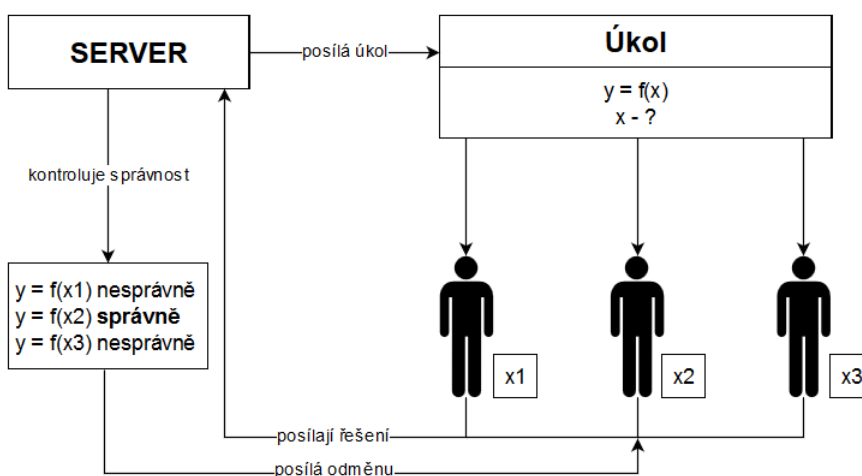 SERVER
posílá úkol
Úkol
y = f(x)
x - ?
kontroluje správnost
y = f(x1) nesprávně
y = f(x2) správně
y = f(x3) nesprávně
x1
x2
x3
posílají řešení
posílá odměnu